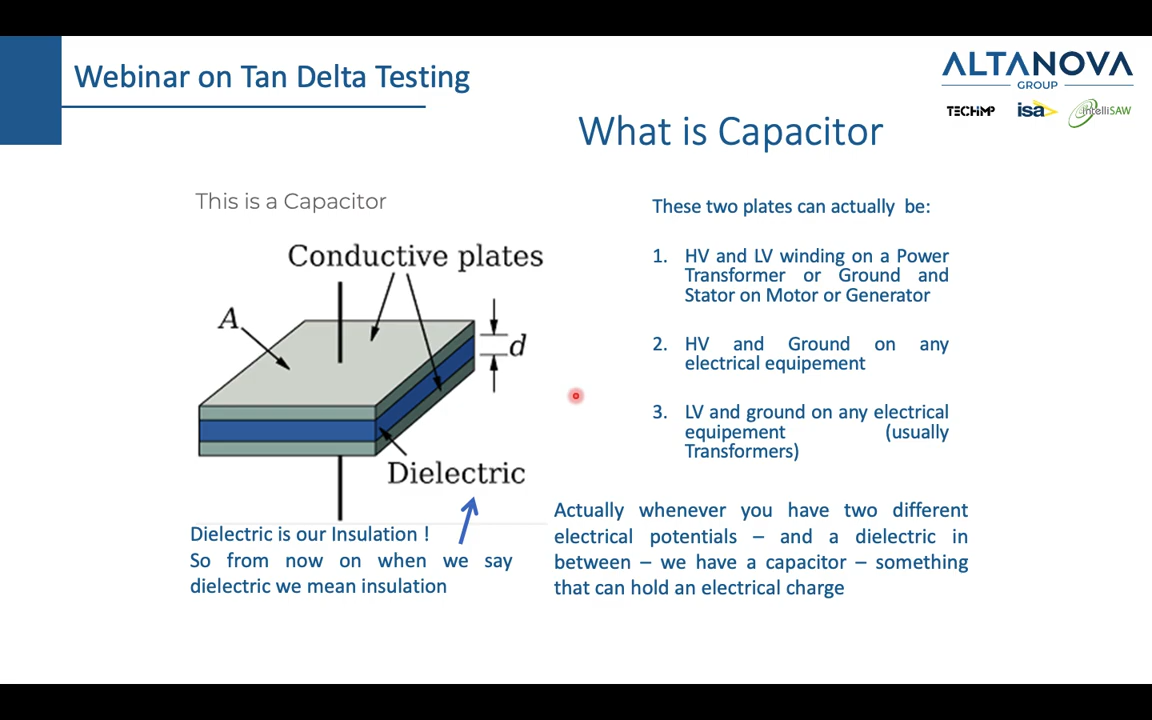 Webinar on Tan Delta Testing
ALTANOVA
GROUP
TECHIMP
isa
intelliSAW
What is Capacitor
This is a Capacitor
Conductive plates
A
d
Dielectric
Dielectric is our Insulation !
So from now on when we say
dielectric we mean insulation
These two plates can actually be:
1. HV and LV winding on a Power
Transformer or Ground and
Stator on Motor or Generator
2. HV and Ground on any
electrical equipement
3. LV and ground on any electrical
equipement (usually
Transformers)
Actually whenever you have two different
electrical potentials – and a dielectric in
between – we have a capacitor – something
that can hold an electrical charge